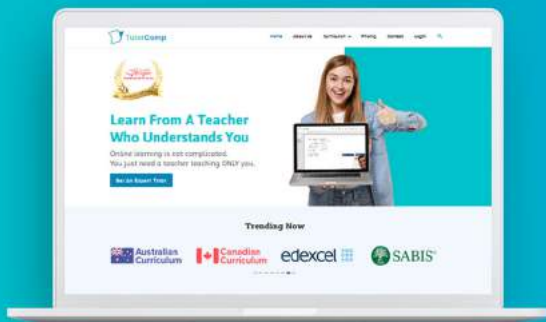 TutorComp
Home About Us Curriculum Pricing Contact Login
Learn From A Teacher
Who Understands You
Online learning is not complicated.
You just need a teacher teaching ONLY you.
Get an Expert Tutor
Trending Now
Australian
Curriculum
Canadian
Curriculum
edexcel
SABIS